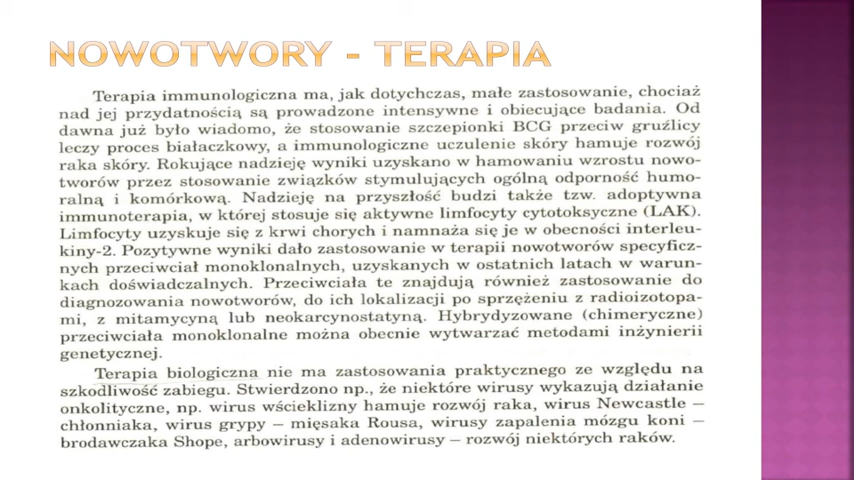 NOWOTWORY - TERAPIA
Terapia immunologiczna ma, jak dotychczas, małe zastosowanie, chociaż
nad jej przydatnością są prowadzone intensywne i obiecujące badania. Od
dawna już było wiadomo, że stosowanie szczepionki BCG przeciw gruźlicy
leczy proces białaczkowy, a immunologiczne uczulenie skóry hamuje rozwój
raka skóry. Rokujące nadzieję wyniki uzyskano w hamowaniu wzrostu nowo-
tworów przez stosowanie związków stymulujących ogólną odporność humo-
ralną i komórkową. Nadzieję na przyszłość budzi także tzw. adoptywna
immunoterapia, w której stosuje się aktywne limfocyty cytotoksyczne (LAK).
Limfocyty uzyskuje się z krwi chorych i namnaża się je w obecności interleu-
kiny-2. Pozytywne wyniki dało zastosowanie w terapii nowotworów specyficz-
nych przeciwciał monoklonalnych, uzyskanych w ostatnich latach w warun-
kach doświadczalnych. Przeciwciała te znajdują również zastosowanie do
diagnozowania nowotworów, do ich lokalizacji po sprzężeniu z radioizotopa-
mi, z mitamycyną lub neokarcynostatyną. Hybrydyzowane (chimeryczne)
przeciwciała monoklonalne można obecnie wytwarzać metodami inżynierii
genetycznej.
Terapia biologiczna nie ma zastosowania praktycznego ze względu na
szkodliwość zabiegu. Stwierdzono np., że niektóre wirusy wykazują działanie
onkolityczne, np. wirus wścieklizny hamuje rozwój raka, wirus Newcastle –
chłonniaka, wirus grypy – mięsaka Rousa, wirusy zapalenia mózgu koni –
brodawczaka Shope, arbowirusy i adenowirusy – rozwój niektórych raków.